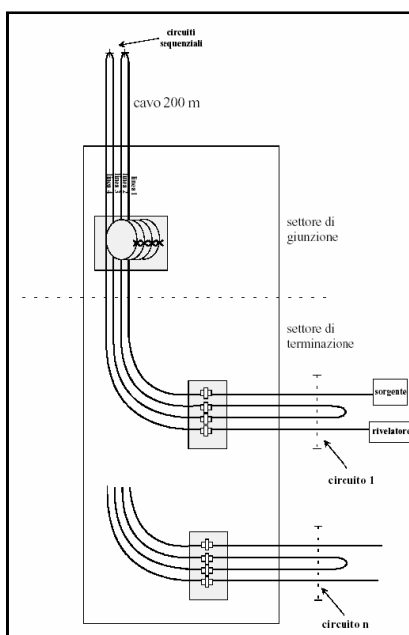 circuiti
sequenziali
cavo 200 m
linea 4
linea 3
linea 2
linea 1
settore di
giunzione
settore di
terminazione
sorgente
rivelatore
circuito 1
circuito n